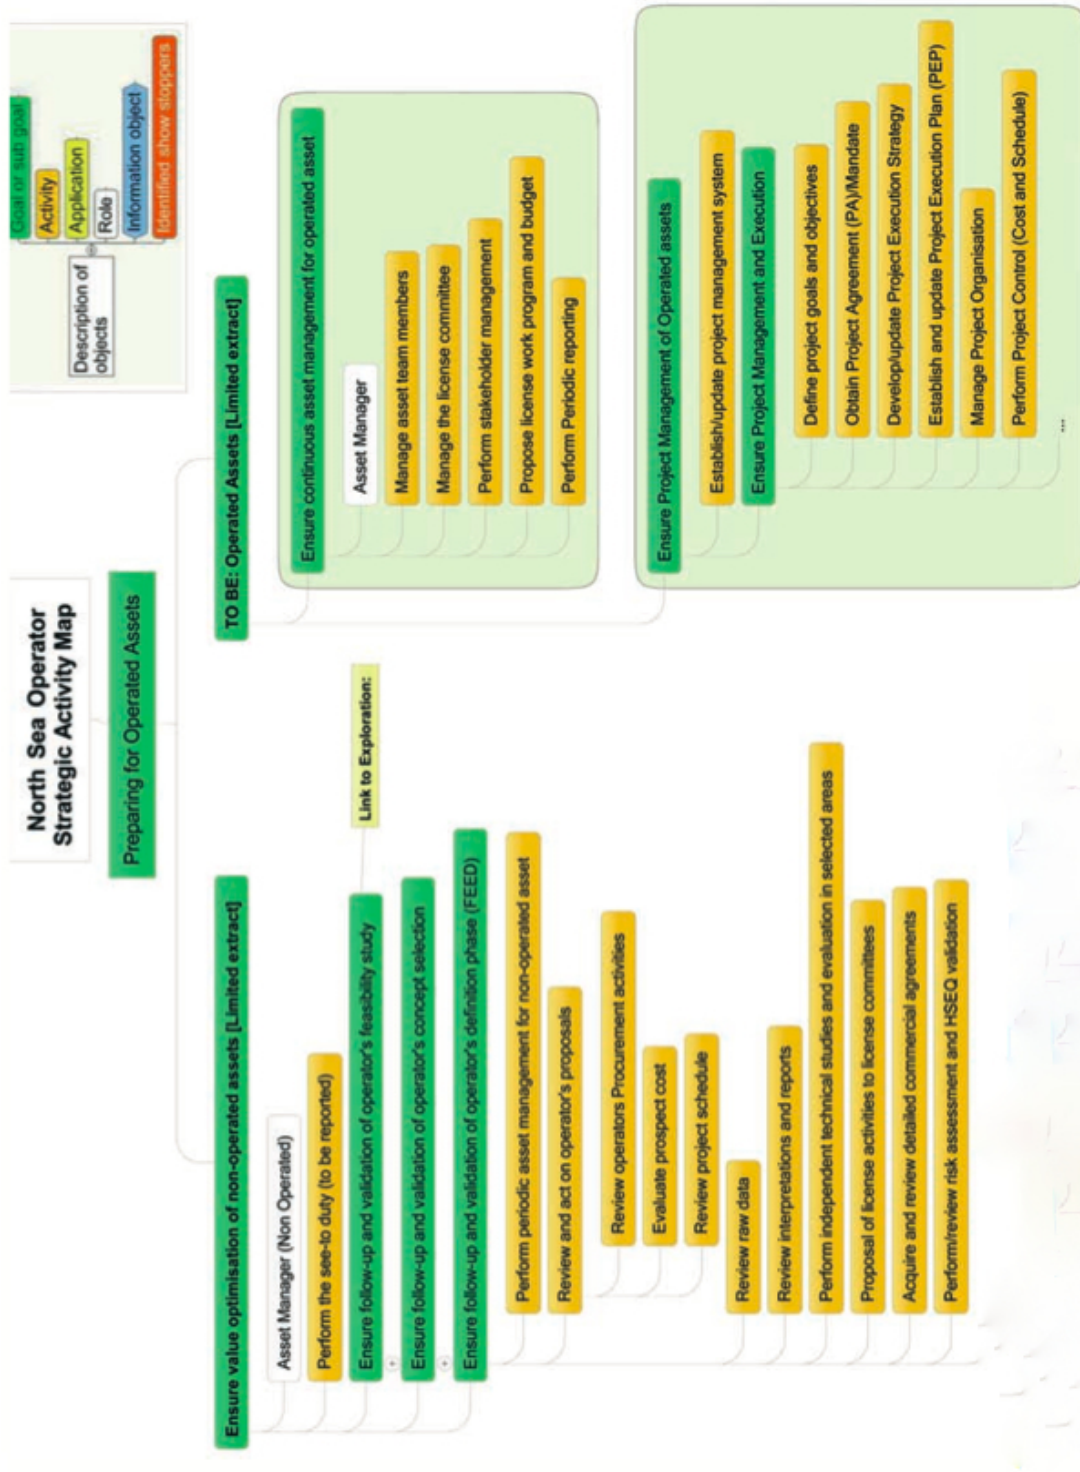 North Sea Operator
Strategic Activity Map
Preparing for Operated Assets
Goal or sub goal
Activity
Application
Role
Information object
Identified show stoppers
Description of
objects
Ensure value optimisation of non-operated assets [Limited extract]
Asset Manager (Non Operated)
Perform the see-to duty (to be reported)
Ensure follow-up and validation of operator's feasibility study
Link to Exploration:
Ensure follow-up and validation of operator's concept selection
Ensure follow-up and validation of operator's definition phase (FEED)
Perform periodic asset management for non-operated asset
Review and act on operator's proposals
Review operators Procurement activities
Evaluate prospect cost
Review project schedule
Review raw data
Review interpretations and reports
Perform independent technical studies and evaluation in selected areas
Proposal of license activities to license committees
Acquire and review detailed commercial agreements
Perform/review risk assessment and HSEQ validation
TO BE: Operated Assets [Limited extract]
Ensure continuous asset management for operated asset
Asset Manager
Manage asset team members
Manage the license committee
Perform stakeholder management
Propose license work program and budget
Perform Periodic reporting
Ensure Project Management of Operated assets
Establish/update project management system
Ensure Project Management and Execution
Define project goals and objectives
Obtain Project Agreement (PA)/Mandate
Develop/update Project Execution Strategy
Establish and update Project Execution Plan (PEP)
Manage Project Organisation
Perform Project Control (Cost and Schedule)
...